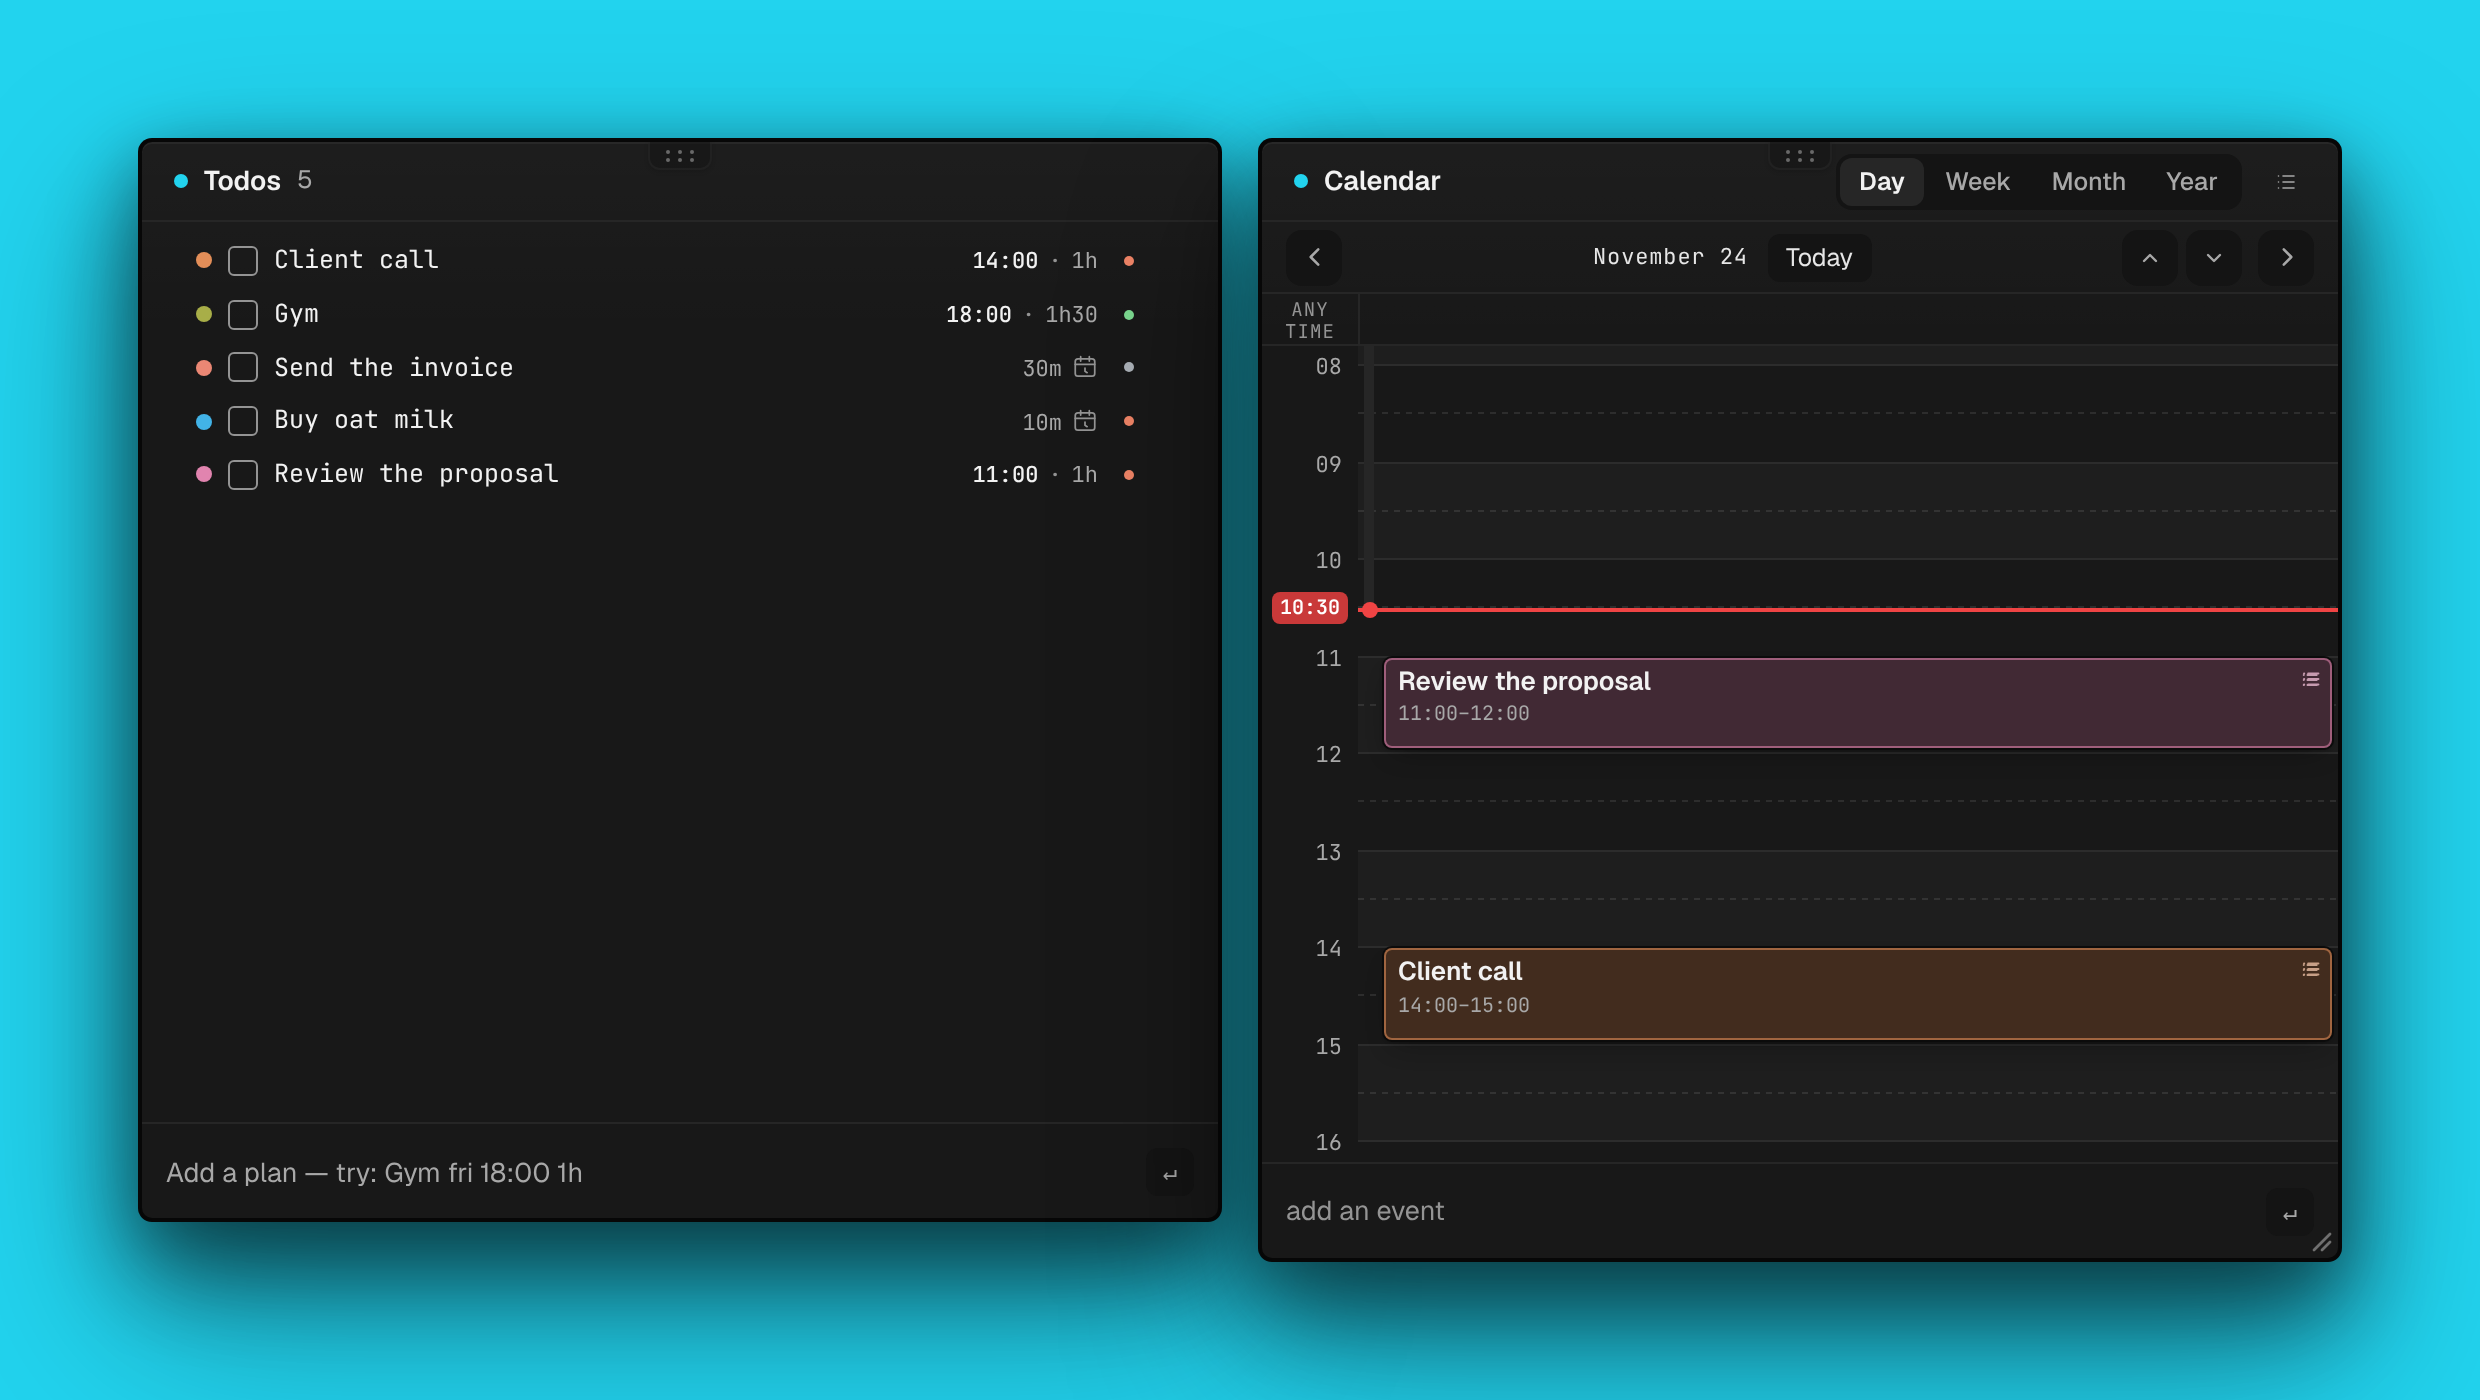 Todos 5
Client call 14:00 · 1h
Gym 18:00 · 1h30
Send the invoice 30m
Buy oat milk 10m
Review the proposal 11:00 · 1h
Add a plan — try: Gym fri 18:00 1h
Calendar Day Week Month Year
November 24 Today
ANY
TIME
08
09
10
10:30
11
Review the proposal
11:00–12:00
12
13
14
Client call
14:00–15:00
15
16
add an event